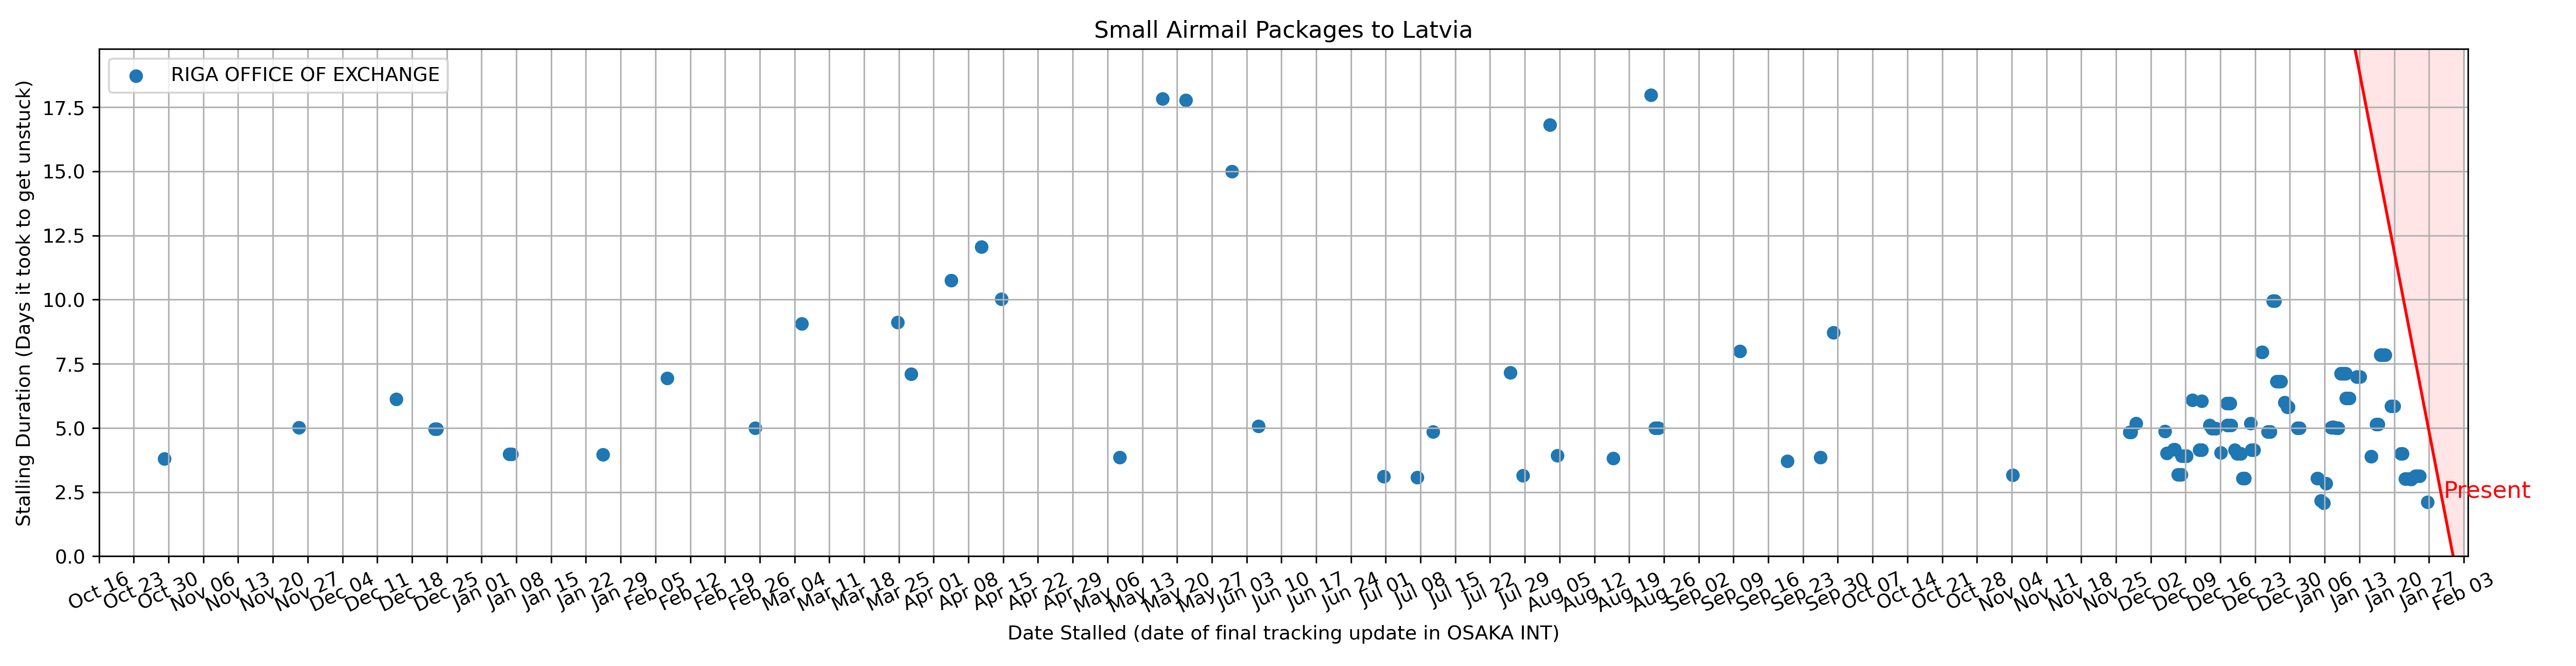 Small Airmail Packages to Latvia
RIGA OFFICE OF EXCHANGE
Stalling Duration (Days it took to get unstuck)
17.5
15.0
12.5
10.0
7.5
5.0
2.5
0.0
Present
Oct 16
Oct 23
Oct 30
Nov 06
Nov 13
Nov 20
Nov 27
Dec 04
Dec 11
Dec 18
Dec 25
Jan 01
Jan 08
Jan 15
Jan 22
Jan 29
Feb 05
Feb 12
Feb 19
Feb 26
Mar 04
Mar 11
Mar 18
Mar 25
Apr 01
Apr 08
Apr 15
Apr 22
Apr 29
May 06
May 13
May 20
May 27
Jun 03
Jun 10
Jun 17
Jun 24
Jul 01
Jul 08
Jul 15
Jul 22
Jul 29
Aug 05
Aug 12
Aug 19
Aug 26
Sep 02
Sep 09
Sep 16
Sep 23
Sep 30
Oct 07
Oct 14
Oct 21
Oct 28
Nov 04
Nov 11
Nov 18
Nov 25
Dec 02
Dec 09
Dec 16
Dec 23
Dec 30
Jan 06
Jan 13
Jan 20
Jan 27
Feb 03
Date Stalled (date of final tracking update in OSAKA INT)